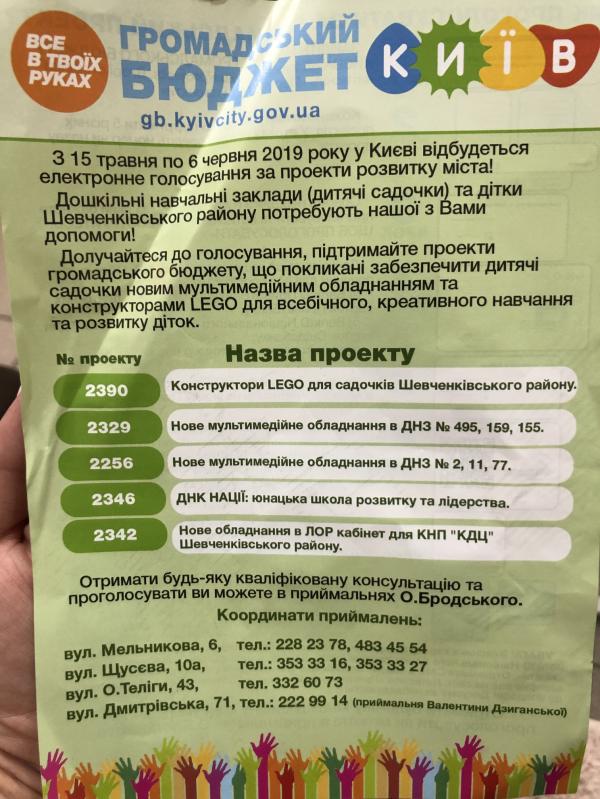 ВСЕ
В ТВОЇХ
РУКАХ
ГРОМАДСЬКИЙ
БЮДЖЕТ
КИЇВ
gb.kyivcity.gov.ua
З 15 травня по 6 червня 2019 року у Києві відбудеться
електронне голосування за проекти розвитку міста!
Дошкільні навчальні заклади (дитячі садочки) та дітки
Шевченківського району потребують нашої з Вами
допомоги!
Долучайтеся до голосування, підтримайте проекти
громадського бюджету, що покликані забезпечити дитячі
садочки новим мультимедійним обладнанням та
конструкторами LEGO для всебічного, креативного навчання
та розвитку діток.
№ проекту Назва проекту
2390 Конструктори LEGO для садочків Шевченківського району.
2329 Нове мультимедійне обладнання в ДНЗ № 495, 159, 155.
2256 Нове мультимедійне обладнання в ДНЗ № 2, 11, 77.
2346 ДНК НАЦІЇ: юнацька школа розвитку та лідерства.
2342 Нове обладнання в ЛОР кабінет для КНП "КДЦ"
Шевченківського району.
Отримати будь-яку кваліфіковану консультацію та
проголосувати ви можете в приймальнях О.Бродського.
Координати приймалень:
вул. Мельникова, 6, тел.: 228 23 78, 483 45 54
вул. Щусєва, 10а, тел.: 353 33 16, 353 33 27
вул. О.Теліги, 43, тел. 332 60 73
вул. Дмитрівська, 71, тел.: 222 99 14 (приймальня Валентини Дзиганської)